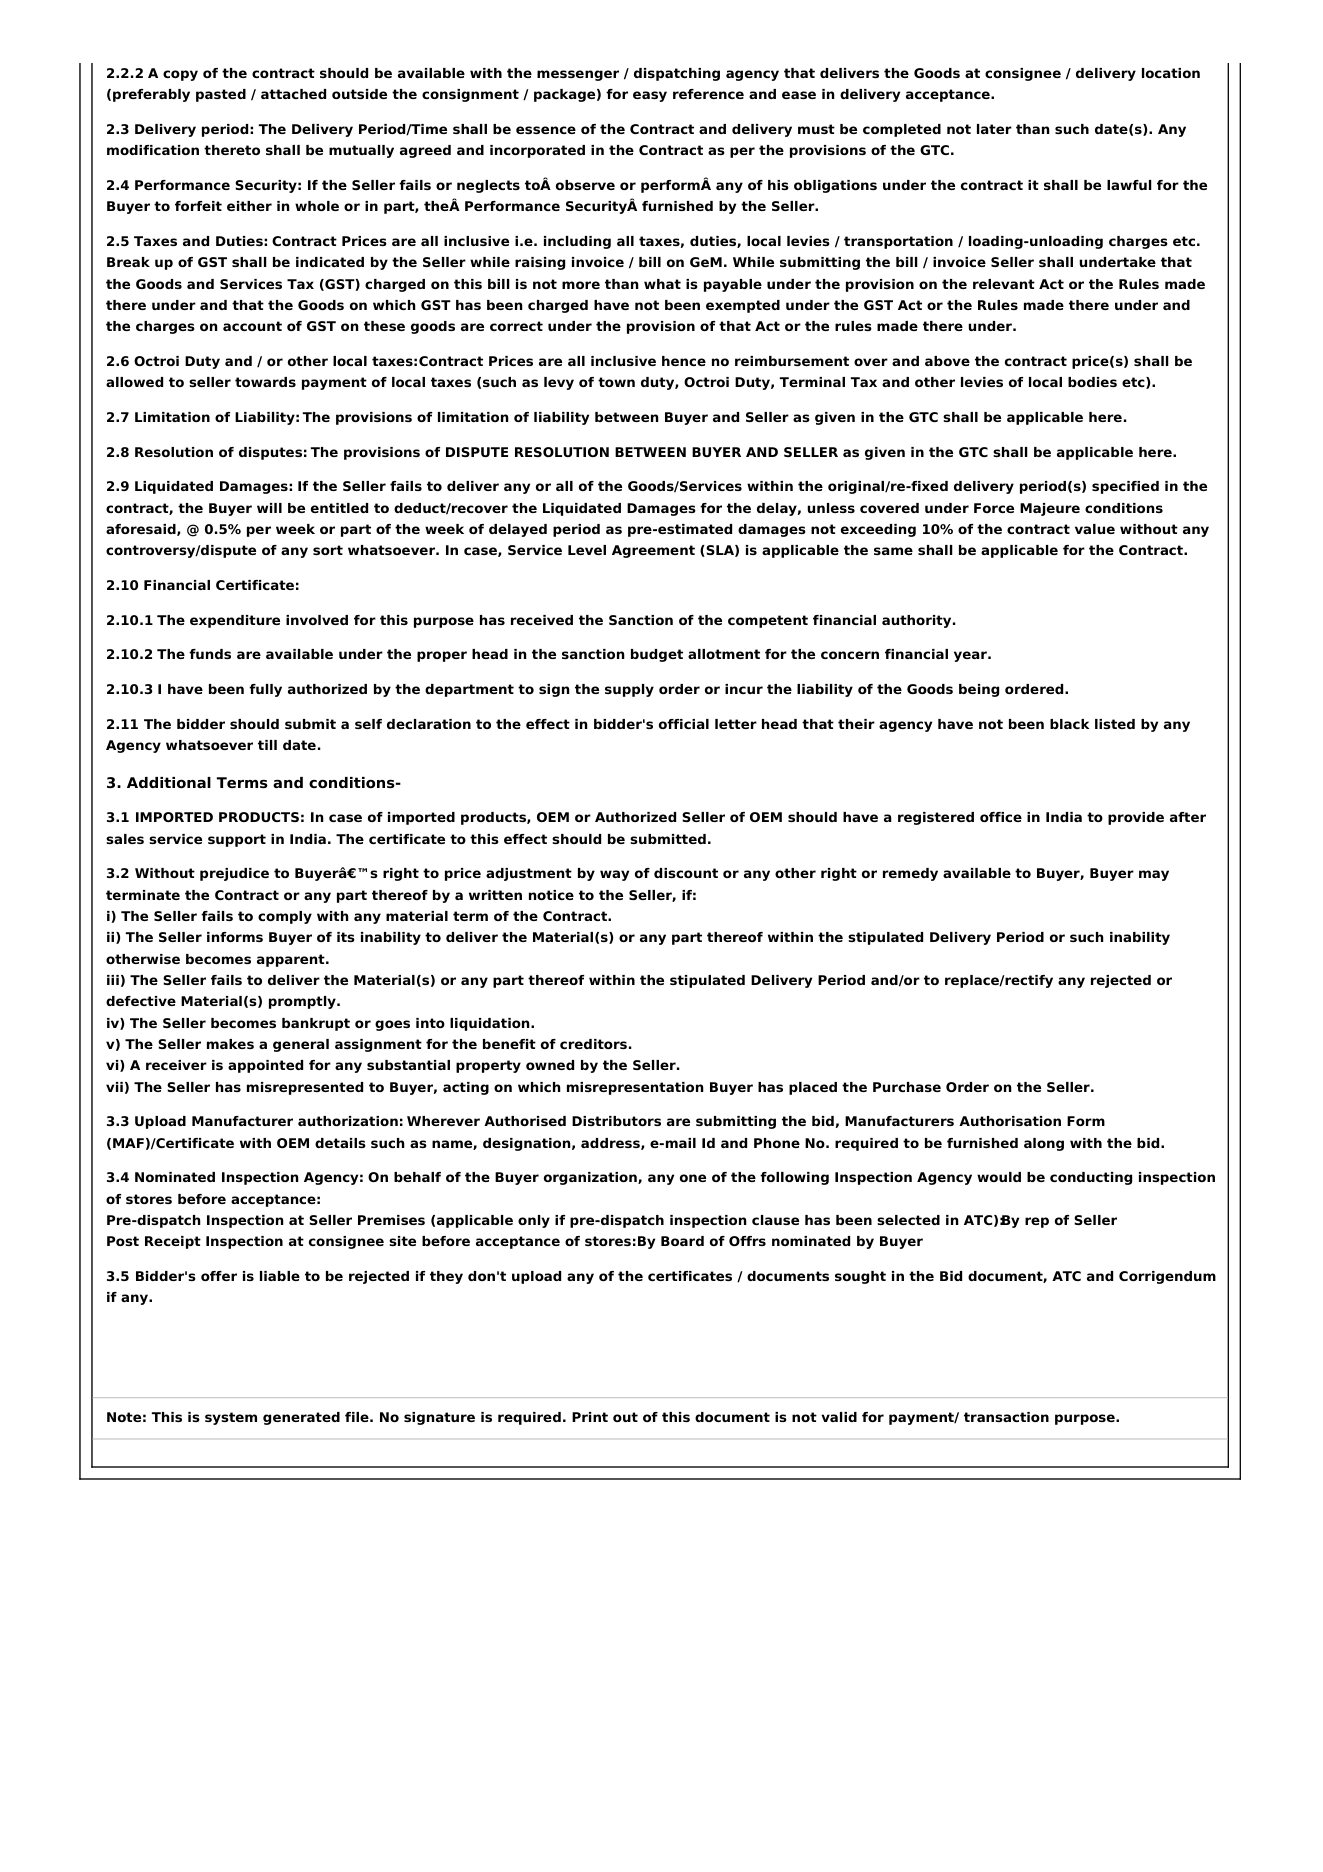 2.2.2 A copy of the contract should be available with the messenger / dispatching agency that delivers the Goods at consignee / delivery location
(preferably pasted / attached outside the consignment / package) for easy reference and ease in delivery acceptance.
2.3 Delivery period: The Delivery Period/Time shall be essence of the Contract and delivery must be completed not later than such date(s). Any
modification thereto shall be mutually agreed and incorporated in the Contract as per the provisions of the GTC.
2.4 Performance Security: If the Seller fails or neglects toÂ observe or performÂ any of his obligations under the contract it shall be lawful for the
Buyer to forfeit either in whole or in part, theÂ Performance SecurityÂ furnished by the Seller.
2.5 Taxes and Duties: Contract Prices are all inclusive i.e. including all taxes, duties, local levies / transportation / loading-unloading charges etc.
Break up of GST shall be indicated by the Seller while raising invoice / bill on GeM. While submitting the bill / invoice Seller shall undertake that
the Goods and Services Tax (GST) charged on this bill is not more than what is payable under the provision on the relevant Act or the Rules made
there under and that the Goods on which GST has been charged have not been exempted under the GST Act or the Rules made there under and
the charges on account of GST on these goods are correct under the provision of that Act or the rules made there under.
2.6 Octroi Duty and / or other local taxes:Contract Prices are all inclusive hence no reimbursement over and above the contract price(s) shall be
allowed to seller towards payment of local taxes (such as levy of town duty, Octroi Duty, Terminal Tax and other levies of local bodies etc).
2.7 Limitation of Liability: The provisions of limitation of liability between Buyer and Seller as given in the GTC shall be applicable here.
2.8 Resolution of disputes: The provisions of DISPUTE RESOLUTION BETWEEN BUYER AND SELLER as given in the GTC shall be applicable here.
2.9 Liquidated Damages: If the Seller fails to deliver any or all of the Goods/Services within the original/re-fixed delivery period(s) specified in the
contract, the Buyer will be entitled to deduct/recover the Liquidated Damages for the delay, unless covered under Force Majeure conditions
aforesaid, @ 0.5% per week or part of the week of delayed period as pre-estimated damages not exceeding 10% of the contract value without any
controversy/dispute of any sort whatsoever. In case, Service Level Agreement (SLA) is applicable the same shall be applicable for the Contract.
2.10 Financial Certificate:
2.10.1 The expenditure involved for this purpose has received the Sanction of the competent financial authority.
2.10.2 The funds are available under the proper head in the sanction budget allotment for the concern financial year.
2.10.3 I have been fully authorized by the department to sign the supply order or incur the liability of the Goods being ordered.
2.11 The bidder should submit a self declaration to the effect in bidder's official letter head that their agency have not been black listed by any
Agency whatsoever till date.
3. Additional Terms and conditions-
3.1 IMPORTED PRODUCTS: In case of imported products, OEM or Authorized Seller of OEM should have a registered office in India to provide after
sales service support in India. The certificate to this effect should be submitted.
3.2 Without prejudice to Buyerâ€™s right to price adjustment by way of discount or any other right or remedy available to Buyer, Buyer may
terminate the Contract or any part thereof by a written notice to the Seller, if:
i) The Seller fails to comply with any material term of the Contract.
ii) The Seller informs Buyer of its inability to deliver the Material(s) or any part thereof within the stipulated Delivery Period or such inability
otherwise becomes apparent.
iii) The Seller fails to deliver the Material(s) or any part thereof within the stipulated Delivery Period and/or to replace/rectify any rejected or
defective Material(s) promptly.
iv) The Seller becomes bankrupt or goes into liquidation.
v) The Seller makes a general assignment for the benefit of creditors.
vi) A receiver is appointed for any substantial property owned by the Seller.
vii) The Seller has misrepresented to Buyer, acting on which misrepresentation Buyer has placed the Purchase Order on the Seller.
3.3 Upload Manufacturer authorization: Wherever Authorised Distributors are submitting the bid, Manufacturers Authorisation Form
(MAF)/Certificate with OEM details such as name, designation, address, e-mail Id and Phone No. required to be furnished along with the bid.
3.4 Nominated Inspection Agency: On behalf of the Buyer organization, any one of the following Inspection Agency would be conducting inspection
of stores before acceptance:
Pre-dispatch Inspection at Seller Premises (applicable only if pre-dispatch inspection clause has been selected in ATC):By rep of Seller
Post Receipt Inspection at consignee site before acceptance of stores:By Board of Offrs nominated by Buyer
3.5 Bidder's offer is liable to be rejected if they don't upload any of the certificates / documents sought in the Bid document, ATC and Corrigendum
if any.
Note: This is system generated file. No signature is required. Print out of this document is not valid for payment/ transaction purpose.